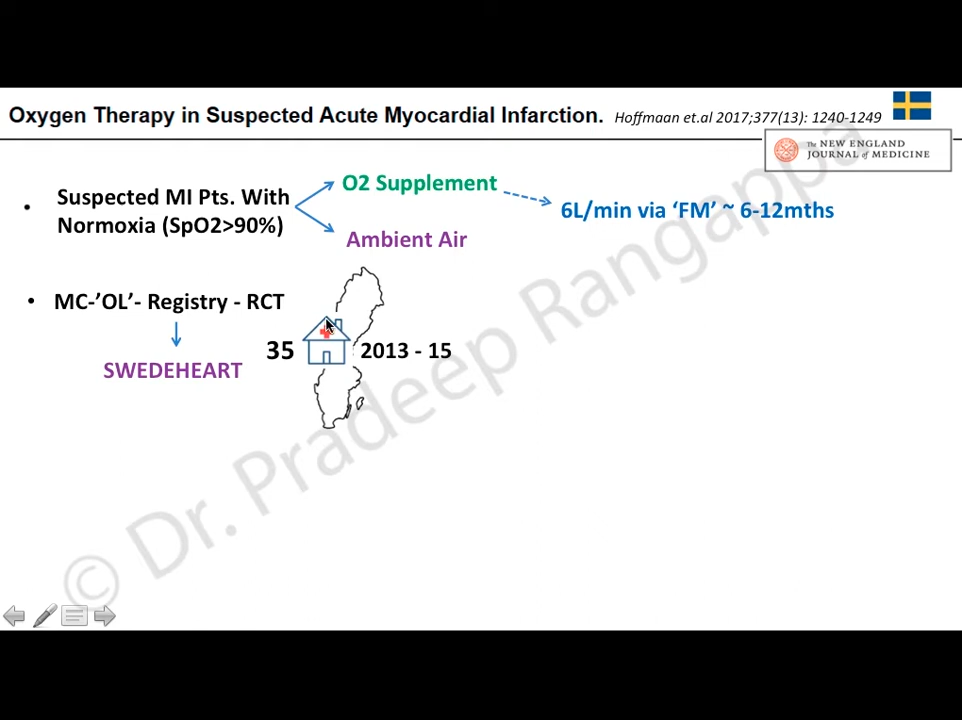 Oxygen Therapy in Suspected Acute Myocardial Infarction. Hoffmaan et.al 2017;377(13): 1240-1249
The NEW ENGLAND
JOURNAL of MEDICINE
• Suspected MI Pts. With
Normoxia (SpO2>90%)
O2 Supplement
Ambient Air
6L/min via ‘FM’ ~ 6-12mths
• MC-’OL’- Registry - RCT
SWEDEHEART
35
2013 - 15
© Dr. Pradeep Rangappa